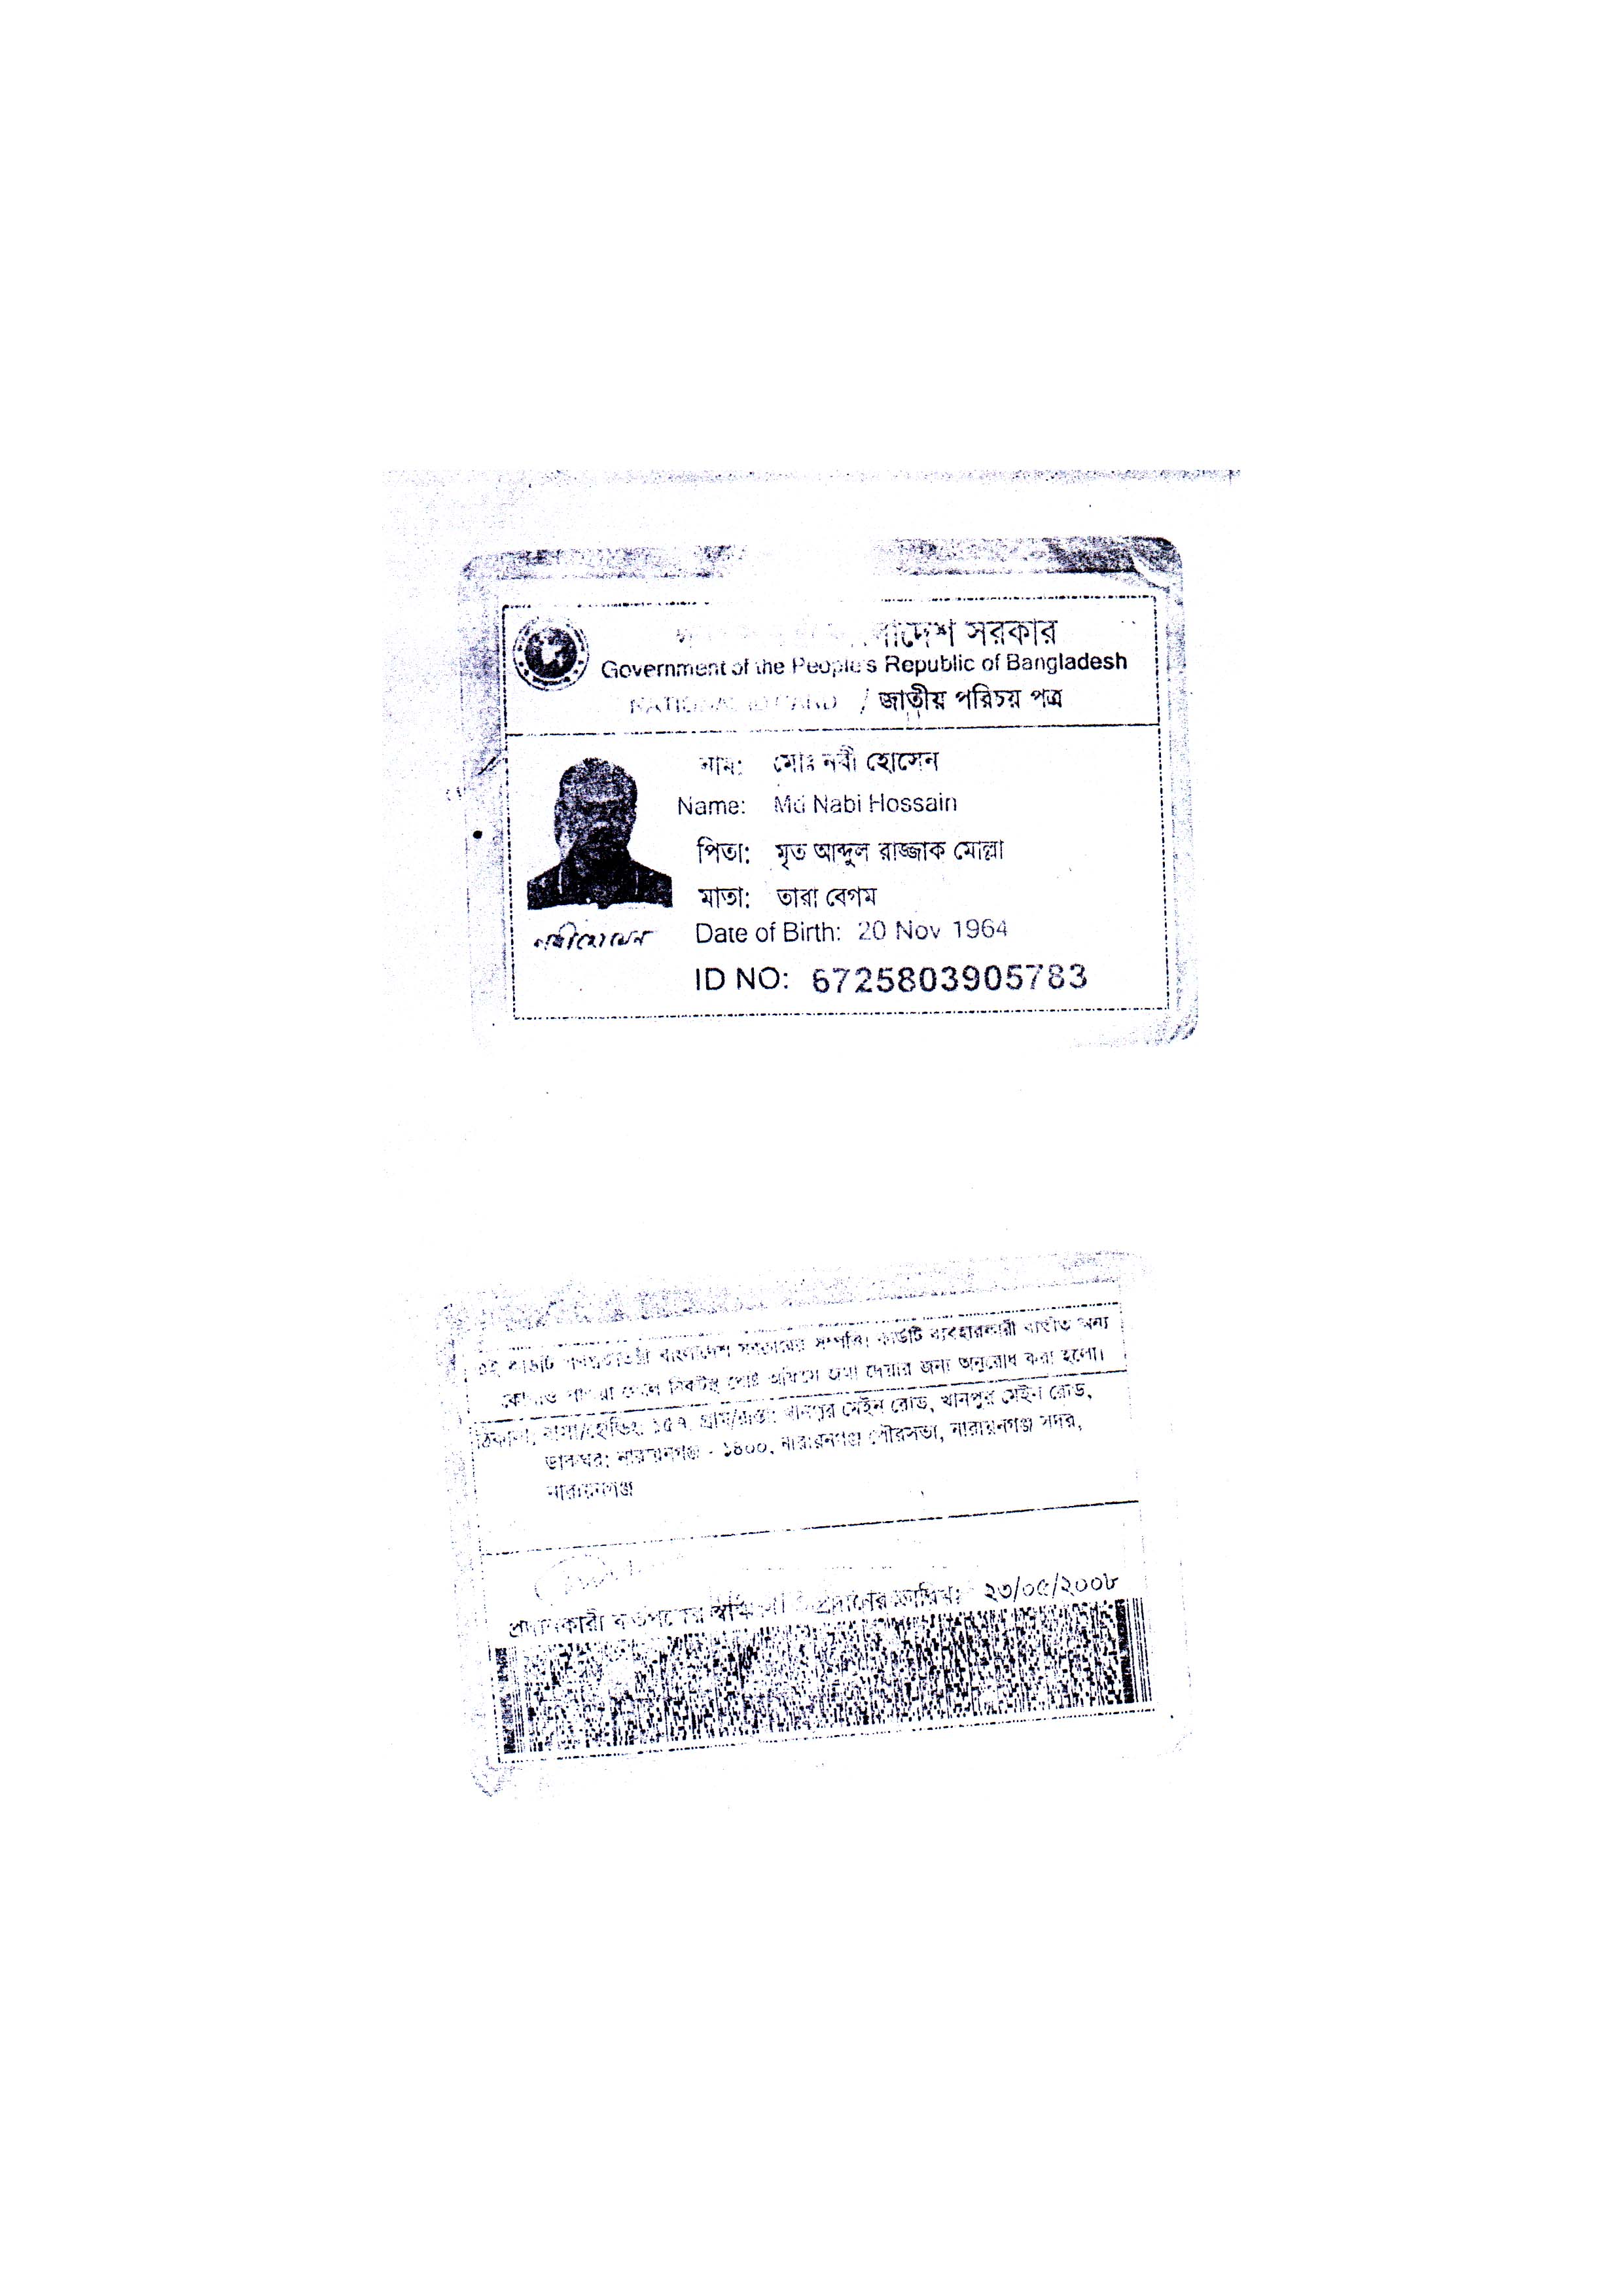 বাংলাদেশ সরকার
Government of the People's Republic of Bangladesh
NATIONAL ID CARD / জাতীয় পরিচয় পত্র
নাম: মোঃ নবী হোসেন
Name: Md Nabi Hossain
পিতা: মৃত আব্দুল রাজ্জাক মোল্লা
মাতা: তারা বেগম
নবীহোসেন
Date of Birth: 20 Nov 1964
ID NO: 6725803905783
এই কার্ডটি গণপ্রজাতন্ত্রী বাংলাদেশ সরকারের সম্পত্তি। কার্ডটি ব্যবহারকারী ব্যতীত অন্য
কোথাও পাওয়া গেলে নিকটস্থ পোষ্ট অফিসে জমা দেয়ার জন্য অনুরোধ করা হলো।
ঠিকানা: বাসা/হোল্ডিং: ১৫৭, গ্রাম/রাস্তা: খানপুর মেইন রোড, খানপুর মেইন রোড,
ডাকঘর: নারায়নগঞ্জ - ১৪০০, নারায়নগঞ্জ পৌরসভা, নারায়নগঞ্জ সদর,
নারায়নগঞ্জ
প্রদানকারী কর্তৃপক্ষের স্বাক্ষর প্রদানের তারিখ: ২৩/০৫/২০০৮